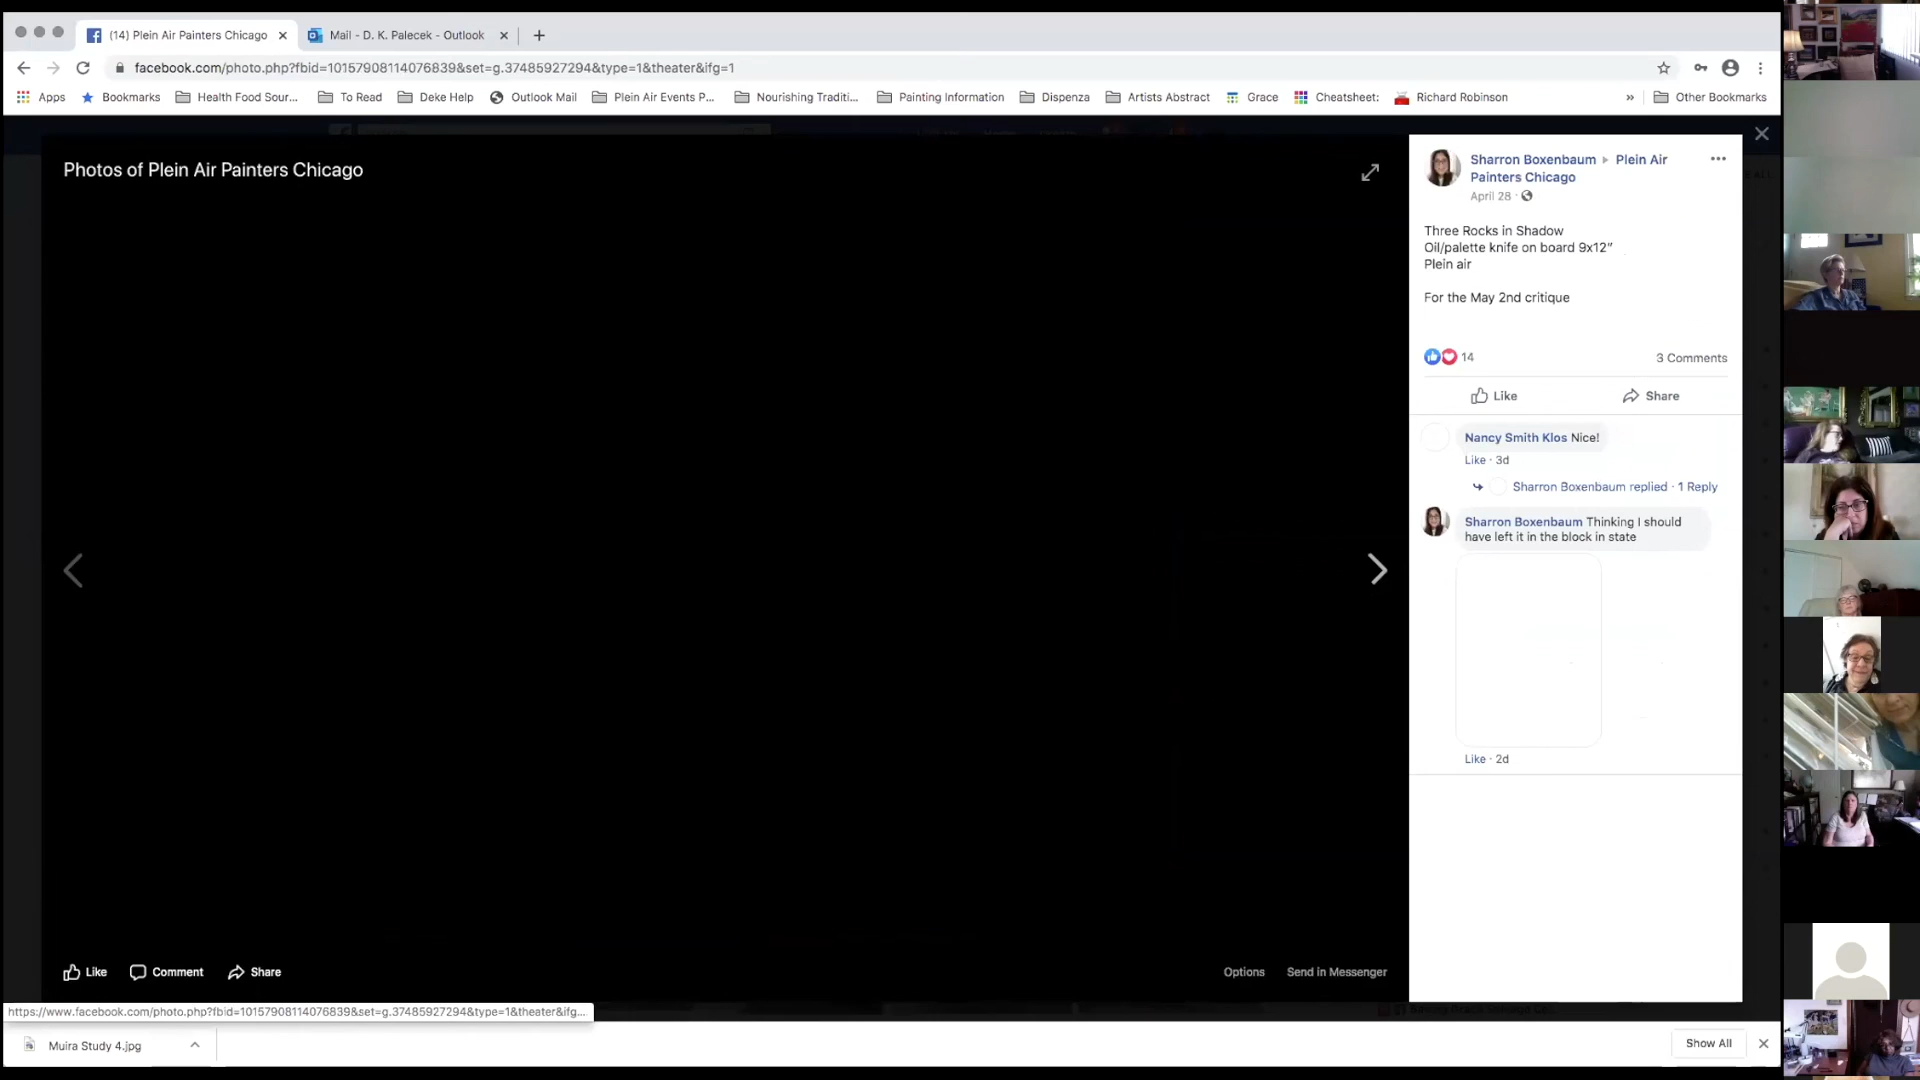 (14) Plein Air Painters Chicago
Mail - D. K. Palecek - Outlook
facebook.com/photo.php?fbid=10157908114076839&set=g.37485927294&type=1&theater&ifg=1
Apps
Bookmarks
Health Food Sour...
To Read
Deke Help
Outlook Mail
Plein Air Events P...
Nourishing Traditi...
Painting Information
Dispenza
Artists Abstract
Grace
Cheatsheet:
Richard Robinson
»
Other Bookmarks
Photos of Plein Air Painters Chicago
Sharron Boxenbaum ▸ Plein Air
Painters Chicago
April 28 ·
Three Rocks in Shadow
Oil/palette knife on board 9x12"
Plein air
For the May 2nd critique
14
3 Comments
Like
Share
Nancy Smith Klos Nice!
Like · 3d
Sharron Boxenbaum replied · 1 Reply
Sharron Boxenbaum Thinking I should
have left it in the block in state
Like · 2d
Like
Comment
Share
Options
Send in Messenger
https://www.facebook.com/photo.php?fbid=10157908114076839&set=g.37485927294&type=1&theater&ifg....
Muira Study 4.jpg
Show All